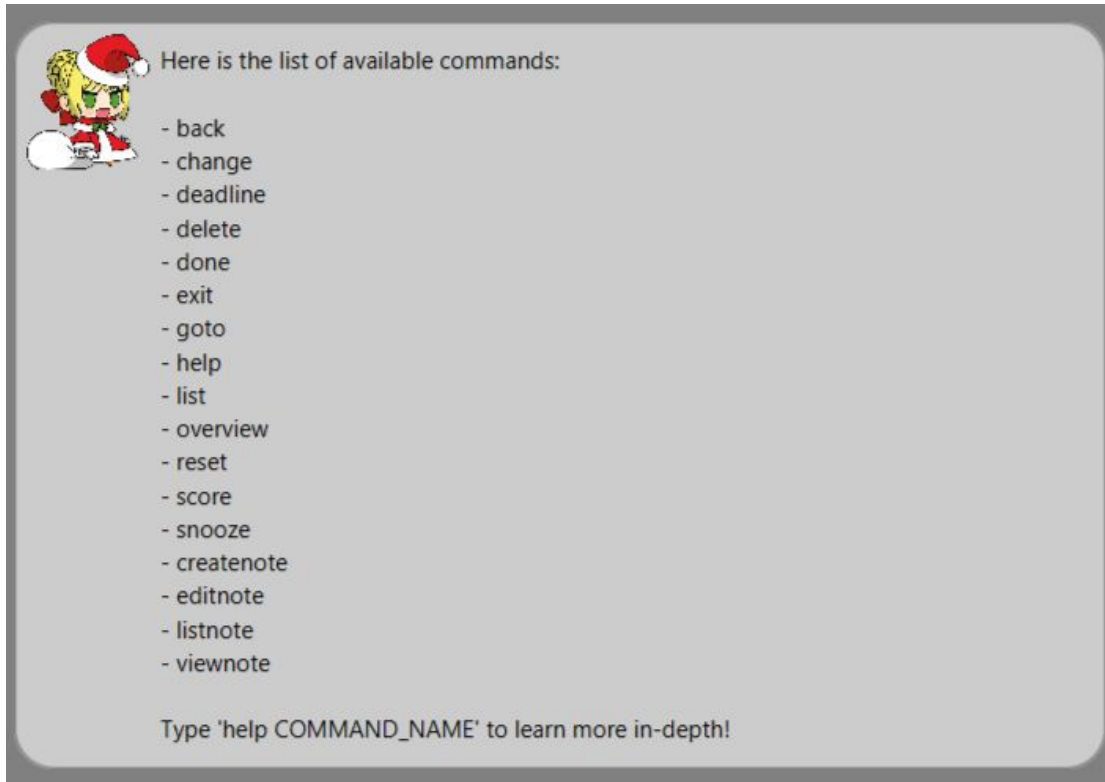 Here is the list of available commands:
- back
- change
- deadline
- delete
- done
- exit
- goto
- help
- list
- overview
- reset
- score
- snooze
- createnote
- editnote
- listnote
- viewnote
Type 'help COMMAND_NAME' to learn more in-depth!